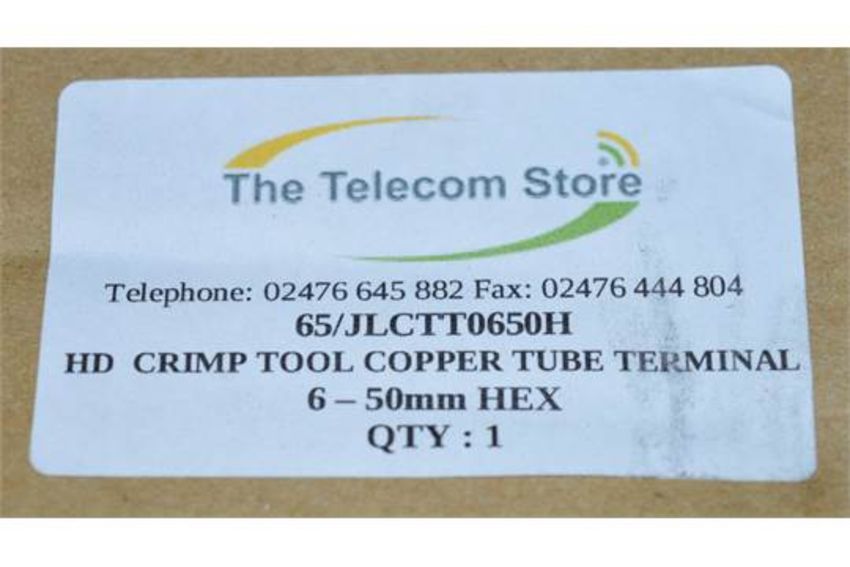 The Telecom Store
Telephone: 02476 645 882 Fax: 02476 444 804
65/JLCTT0650H
HD CRIMP TOOL COPPER TUBE TERMINAL
6 – 50mm HEX
QTY : 1